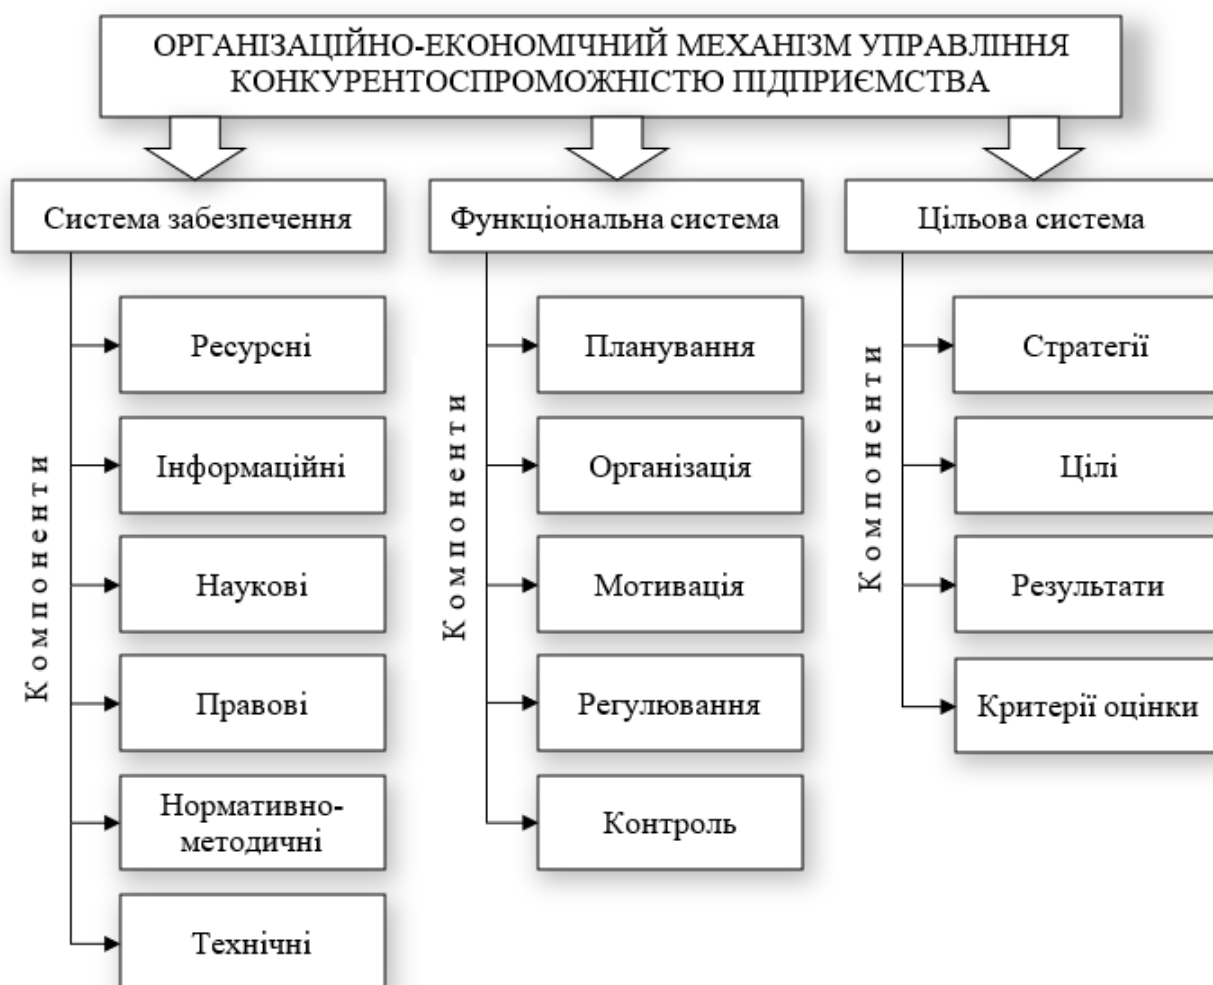 ОРГАНІЗАЦІЙНО-ЕКОНОМІЧНИЙ МЕХАНІЗМ УПРАВЛІННЯ
КОНКУРЕНТОСПРОМОЖНІСТЮ ПІДПРИЄМСТВА
Система забезпечення
Компоненти
Ресурсні
Інформаційні
Наукові
Правові
Нормативно-
методичні
Технічні
Функціональна система
Компоненти
Планування
Організація
Мотивація
Регулювання
Контроль
Цільова система
Компоненти
Стратегії
Цілі
Результати
Критерії оцінки